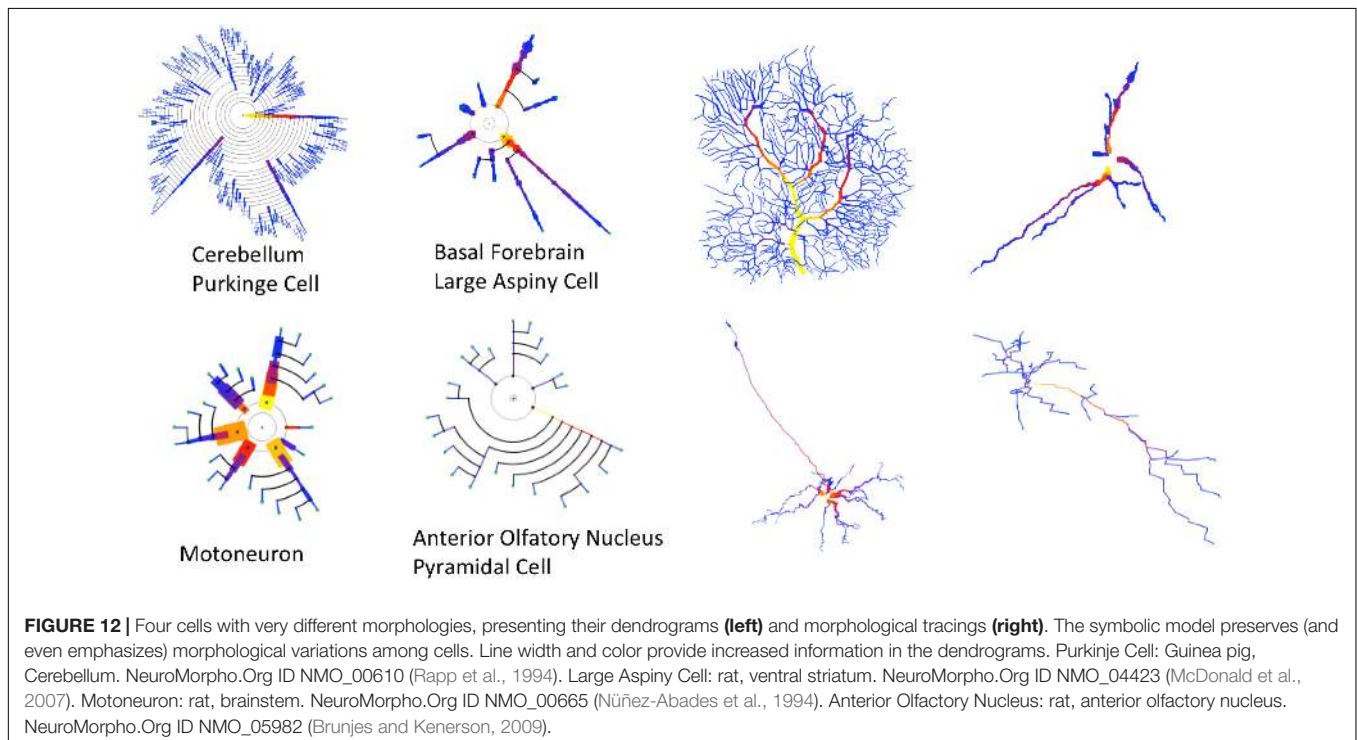 Cerebellum
Purkinge Cell
Basal Forebrain
Large Aspiny Cell
Motoneuron
Anterior Olfatory Nucleus
Pyramidal Cell
FIGURE 12 | Four cells with very different morphologies, presenting their dendrograms (left) and morphological tracings (right). The symbolic model preserves (and
even emphasizes) morphological variations among cells. Line width and color provide increased information in the dendrograms. Purkinje Cell: Guinea pig,
Cerebellum. NeuroMorpho.Org ID NMO_00610 (Rapp et al., 1994). Large Aspiny Cell: rat, ventral striatum. NeuroMorpho.Org ID NMO_04423 (McDonald et al.,
2007). Motoneuron: rat, brainstem. NeuroMorpho.Org ID NMO_00665 (Núñez-Abades et al., 1994). Anterior Olfactory Nucleus: rat, anterior olfactory nucleus.
NeuroMorpho.Org ID NMO_05982 (Brunjes and Kenerson, 2009).